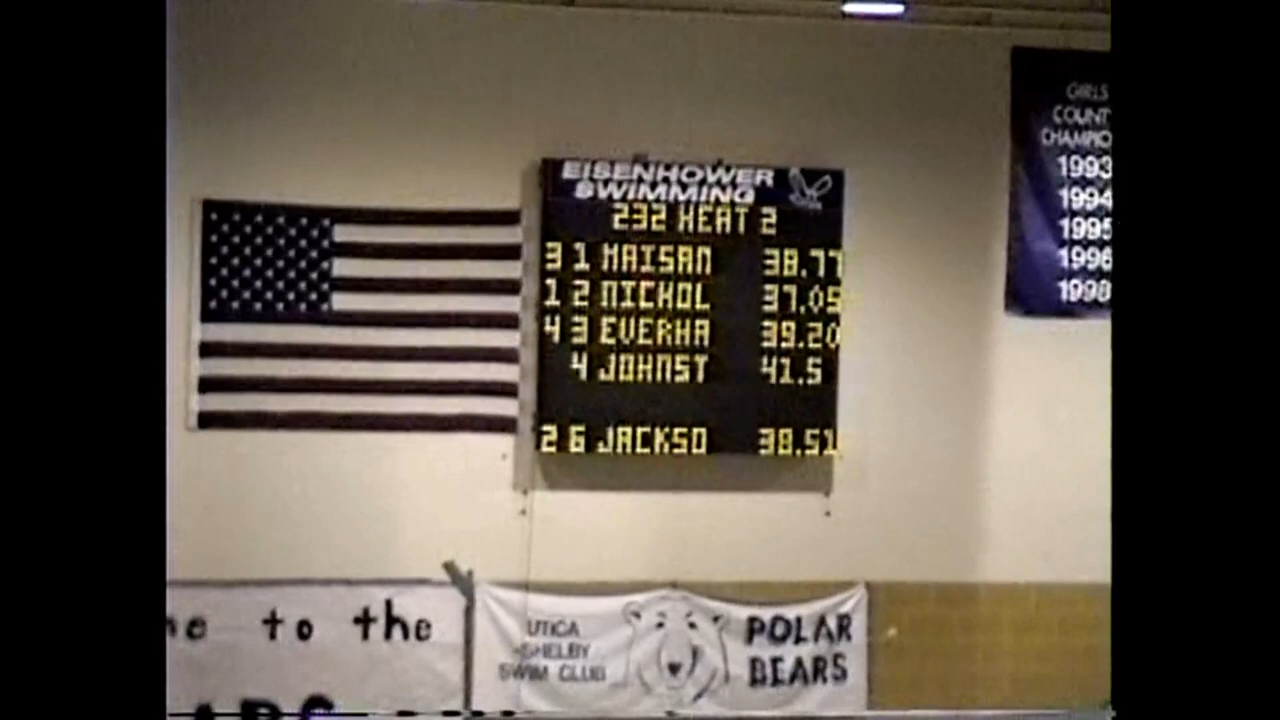 EISENHOWER
SWIMMING
232 HEAT 2
3 1 MAISAN 38.77
1 2 NICHOL 37.05
4 3 EVERHA 39.20
4 JOHNST 41.5
2 6 JACKSO 38.51
GIRLS
COUNT
CHAMPIO
1993
1994
1995
1996
1998
to the
UTICA
SHELBY
SWIM CLUB
POLAR
BEARS